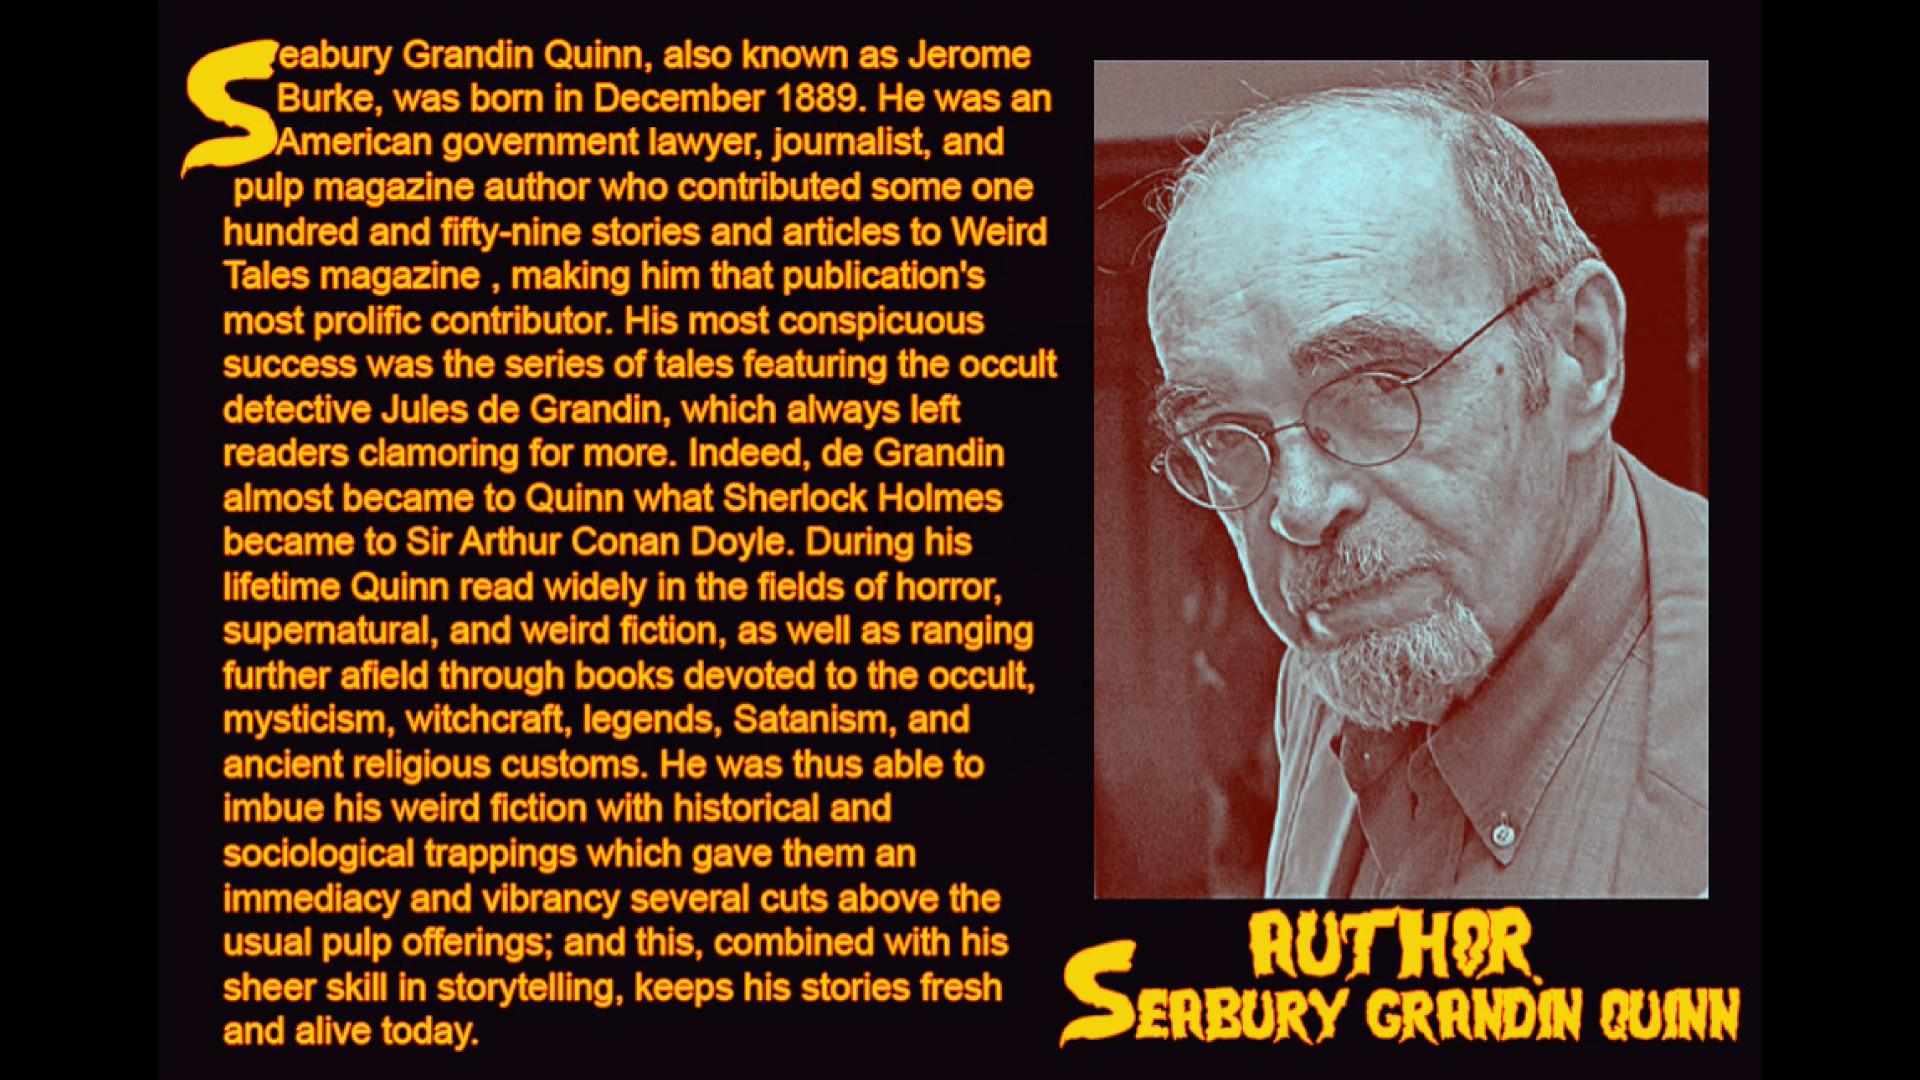 Seabury Grandin Quinn, also known as Jerome
Burke, was born in December 1889. He was an
American government lawyer, journalist, and
pulp magazine author who contributed some one
hundred and fifty-nine stories and articles to Weird
Tales magazine , making him that publication's
most prolific contributor. His most conspicuous
success was the series of tales featuring the occult
detective Jules de Grandin, which always left
readers clamoring for more. Indeed, de Grandin
almost became to Quinn what Sherlock Holmes
became to Sir Arthur Conan Doyle. During his
lifetime Quinn read widely in the fields of horror,
supernatural, and weird fiction, as well as ranging
further afield through books devoted to the occult,
mysticism, witchcraft, legends, Satanism, and
ancient religious customs. He was thus able to
imbue his weird fiction with historical and
sociological trappings which gave them an
immediacy and vibrancy several cuts above the
usual pulp offerings; and this, combined with his
sheer skill in storytelling, keeps his stories fresh
and alive today.
AUTHOR
SEABURY GRANDIN QUINN